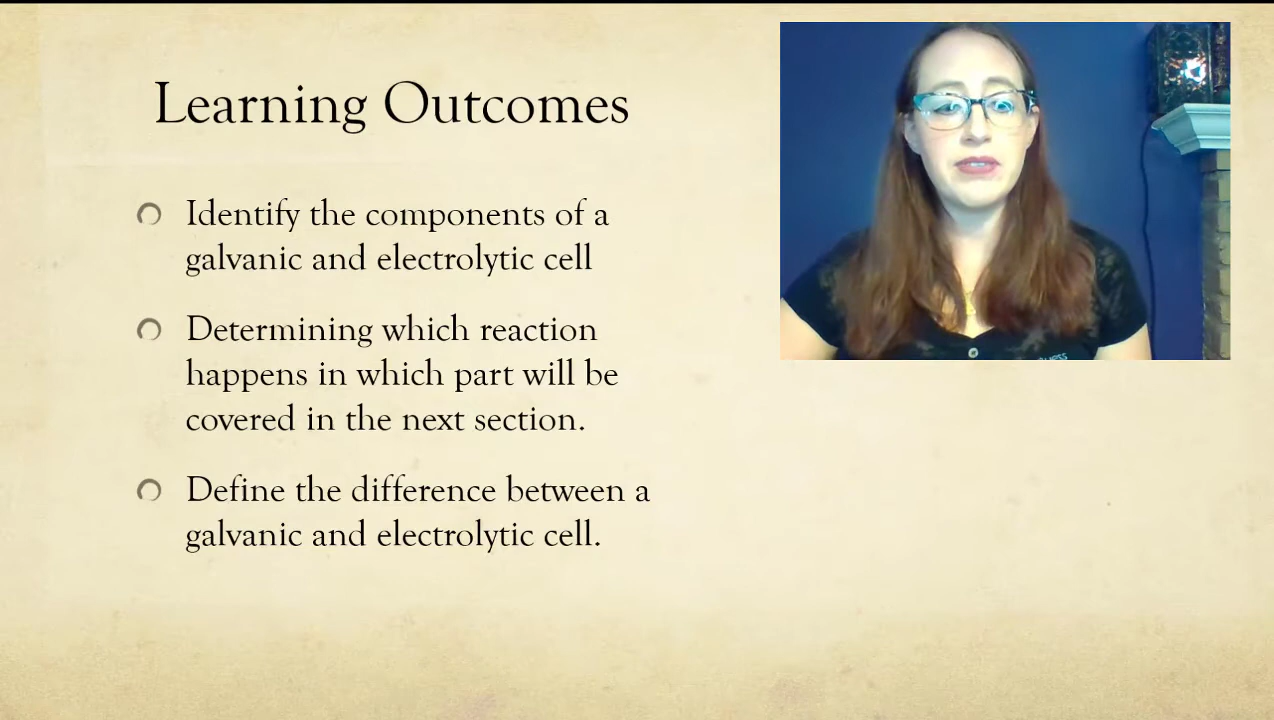 Learning Outcomes
Identify the components of a
galvanic and electrolytic cell
Determining which reaction
happens in which part will be
covered in the next section.
Define the difference between a
galvanic and electrolytic cell.